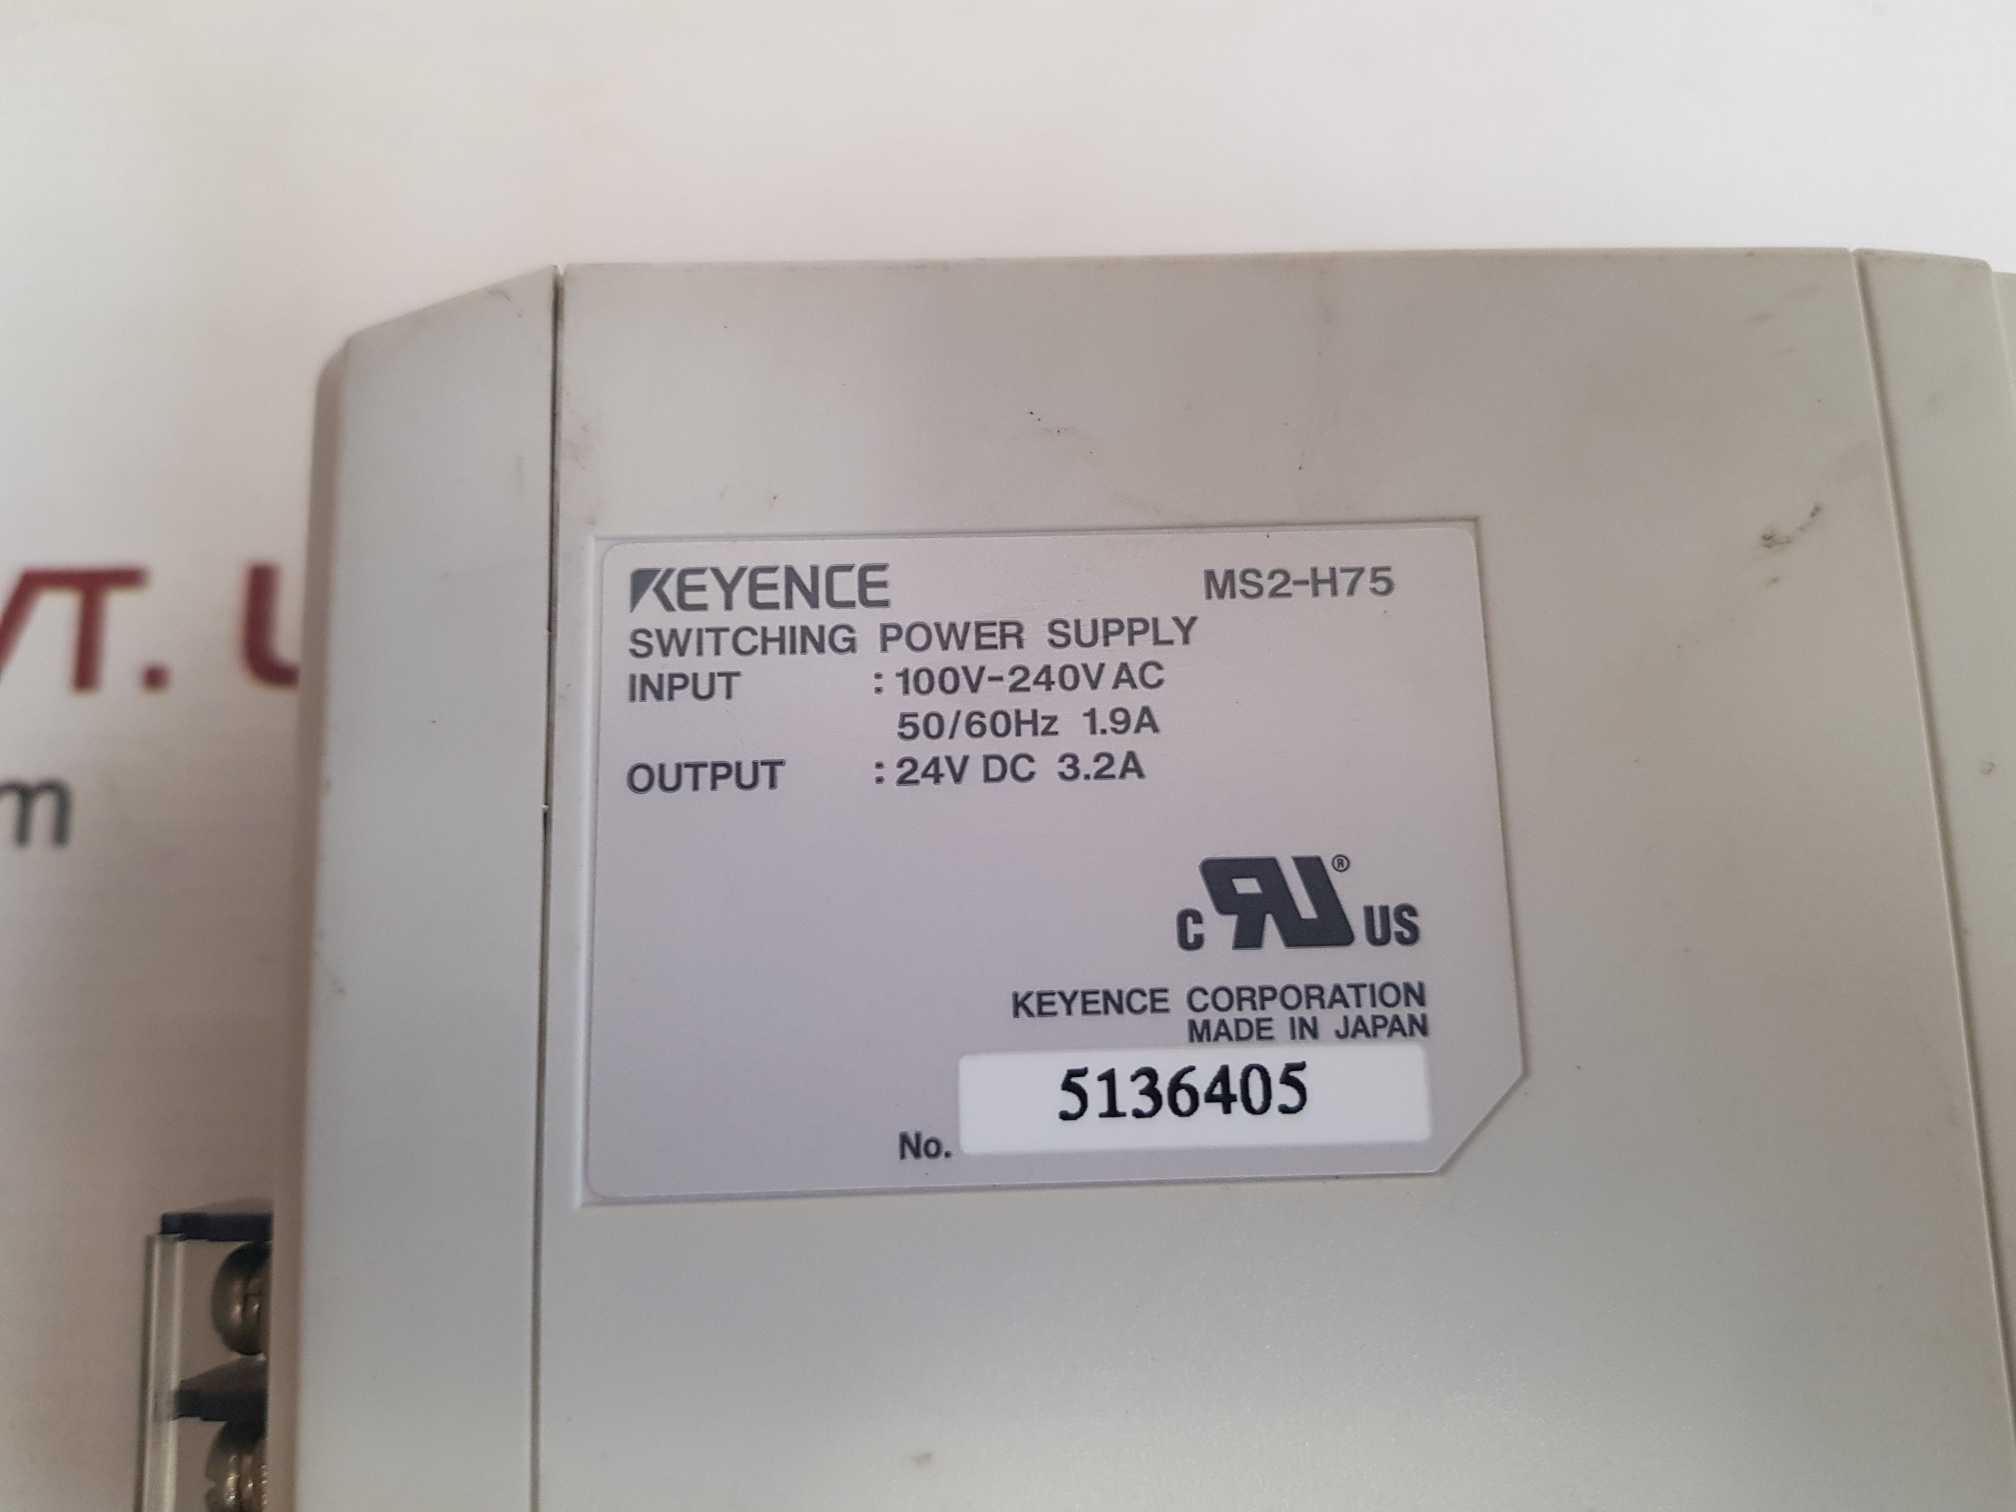 KEYENCE MS2-H75
SWITCHING POWER SUPPLY
INPUT : 100V-240V AC
50/60Hz 1.9A
OUTPUT : 24V DC 3.2A
c RU ® US
KEYENCE CORPORATION
MADE IN JAPAN
No. 5136405